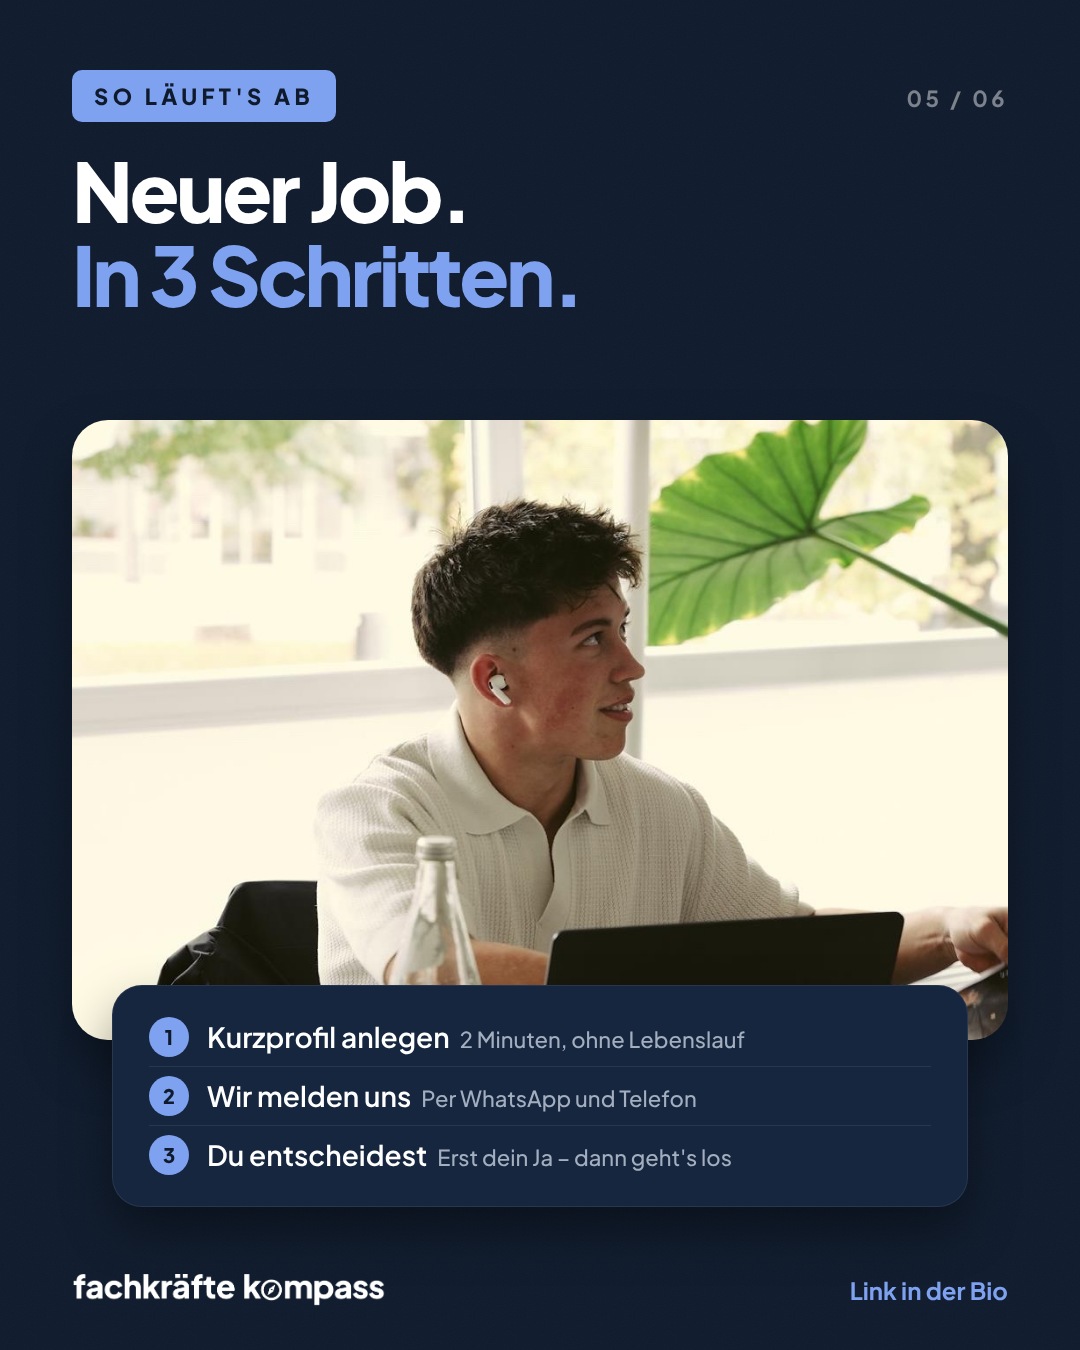 SO LÄUFT'S AB
05 / 06
Neuer Job.
In 3 Schritten.
1 Kurzprofil anlegen 2 Minuten, ohne Lebenslauf
2 Wir melden uns Per WhatsApp und Telefon
3 Du entscheidest Erst dein Ja – dann geht's los
fachkräfte kompass
Link in der Bio